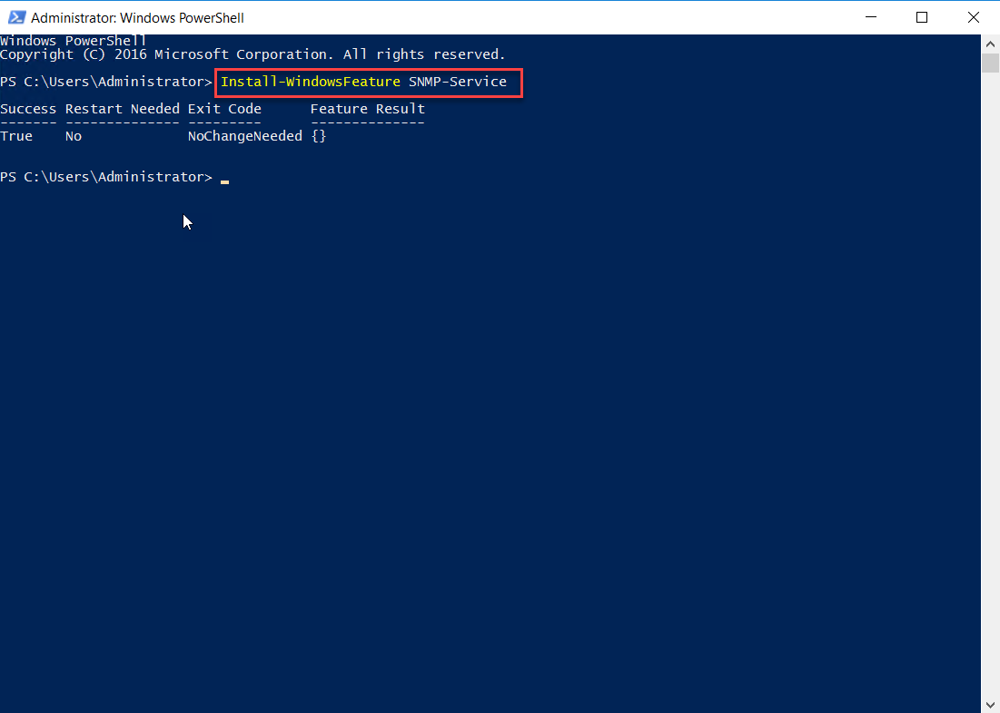 Administrator: Windows PowerShell
Windows PowerShell
Copyright (C) 2016 Microsoft Corporation. All rights reserved.
PS C:\Users\Administrator> Install-WindowsFeature SNMP-Service
Success Restart Needed Exit Code      Feature Result
------- -------------- ---------      --------------
True    No             NoChangeNeeded {}
PS C:\Users\Administrator>